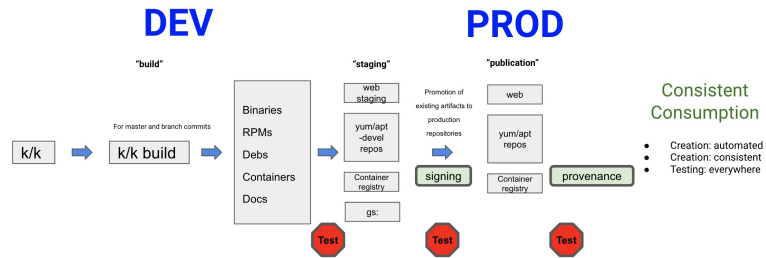 DEV
PROD
“build”
“staging”
“publication”
For master and branch commits
k/k
k/k build
Binaries
RPMs
Debs
Containers
Docs
web
staging
yum/apt
-devel
repos
Container
registry
gs:
Promotion of
existing artifacts to
production
repositories
signing
web
yum/apt
repos
Container
registry
provenance
Test
Test
Test
Consistent
Consumption
● Creation: automated
● Creation: consistent
● Testing: everywhere